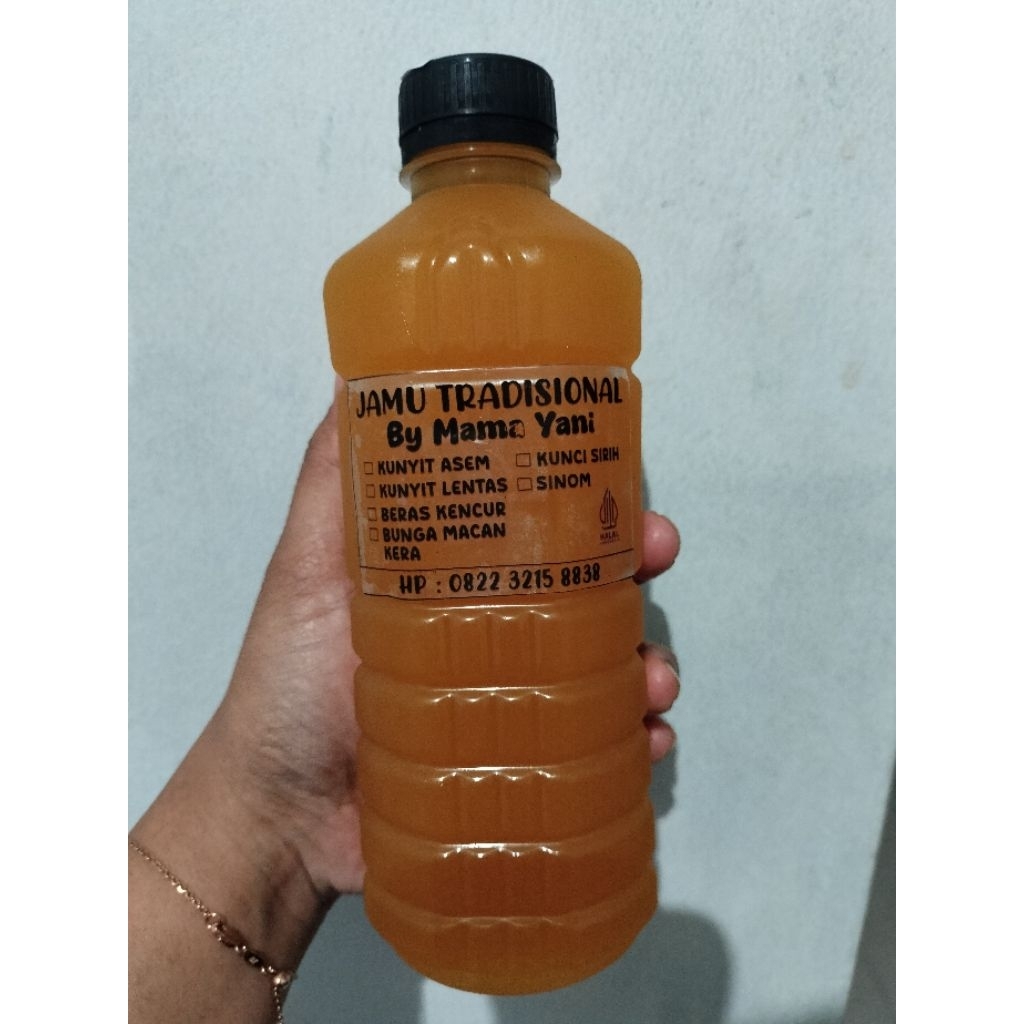 JAMU TRADISIONAL
By Mama Yani
☐ KUNYIT ASEM
☐ KUNYIT LENTAS
☐ BERAS KENCUR
☐ BUNGA MACAN
KERA
☐ KUNCI SIRIH
☐ SINOM
HALAL
HP : 0822 3215 8838